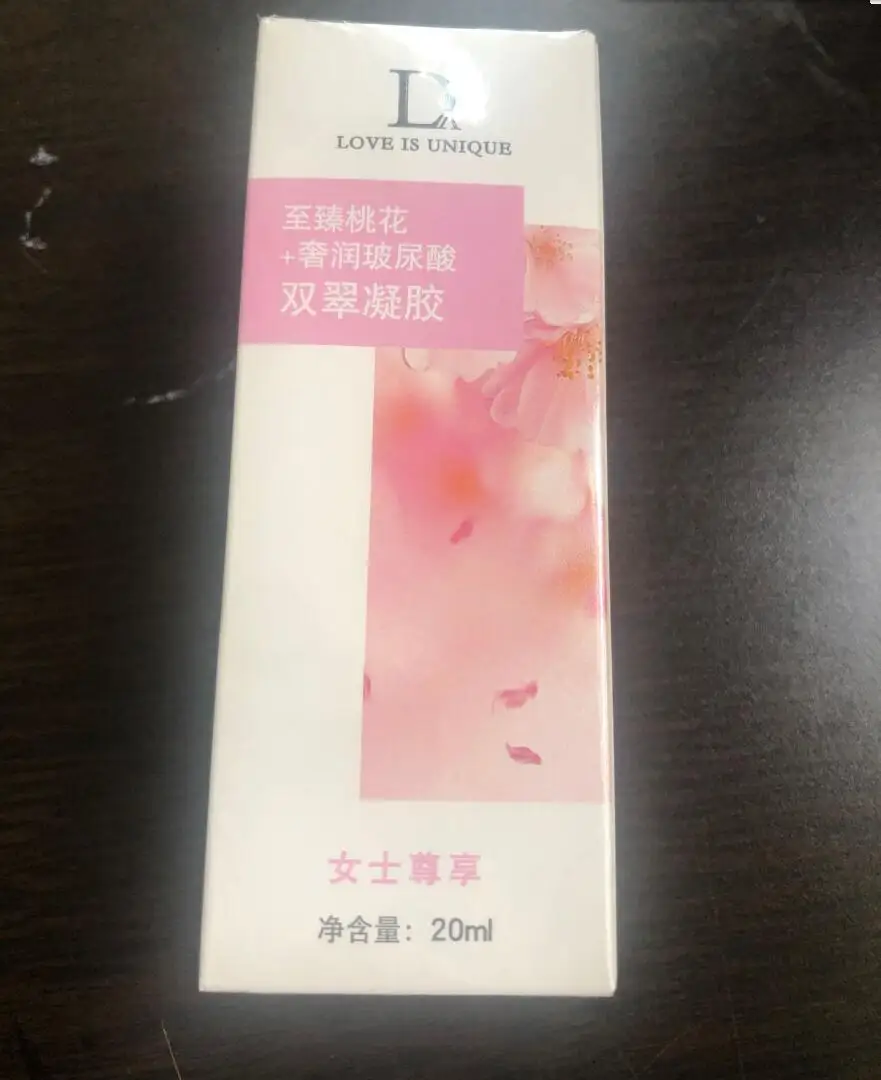 LOVE IS UNIQUE
至臻桃花
+奢润玻尿酸
双翠凝胶
女士尊享
净含量：20ml